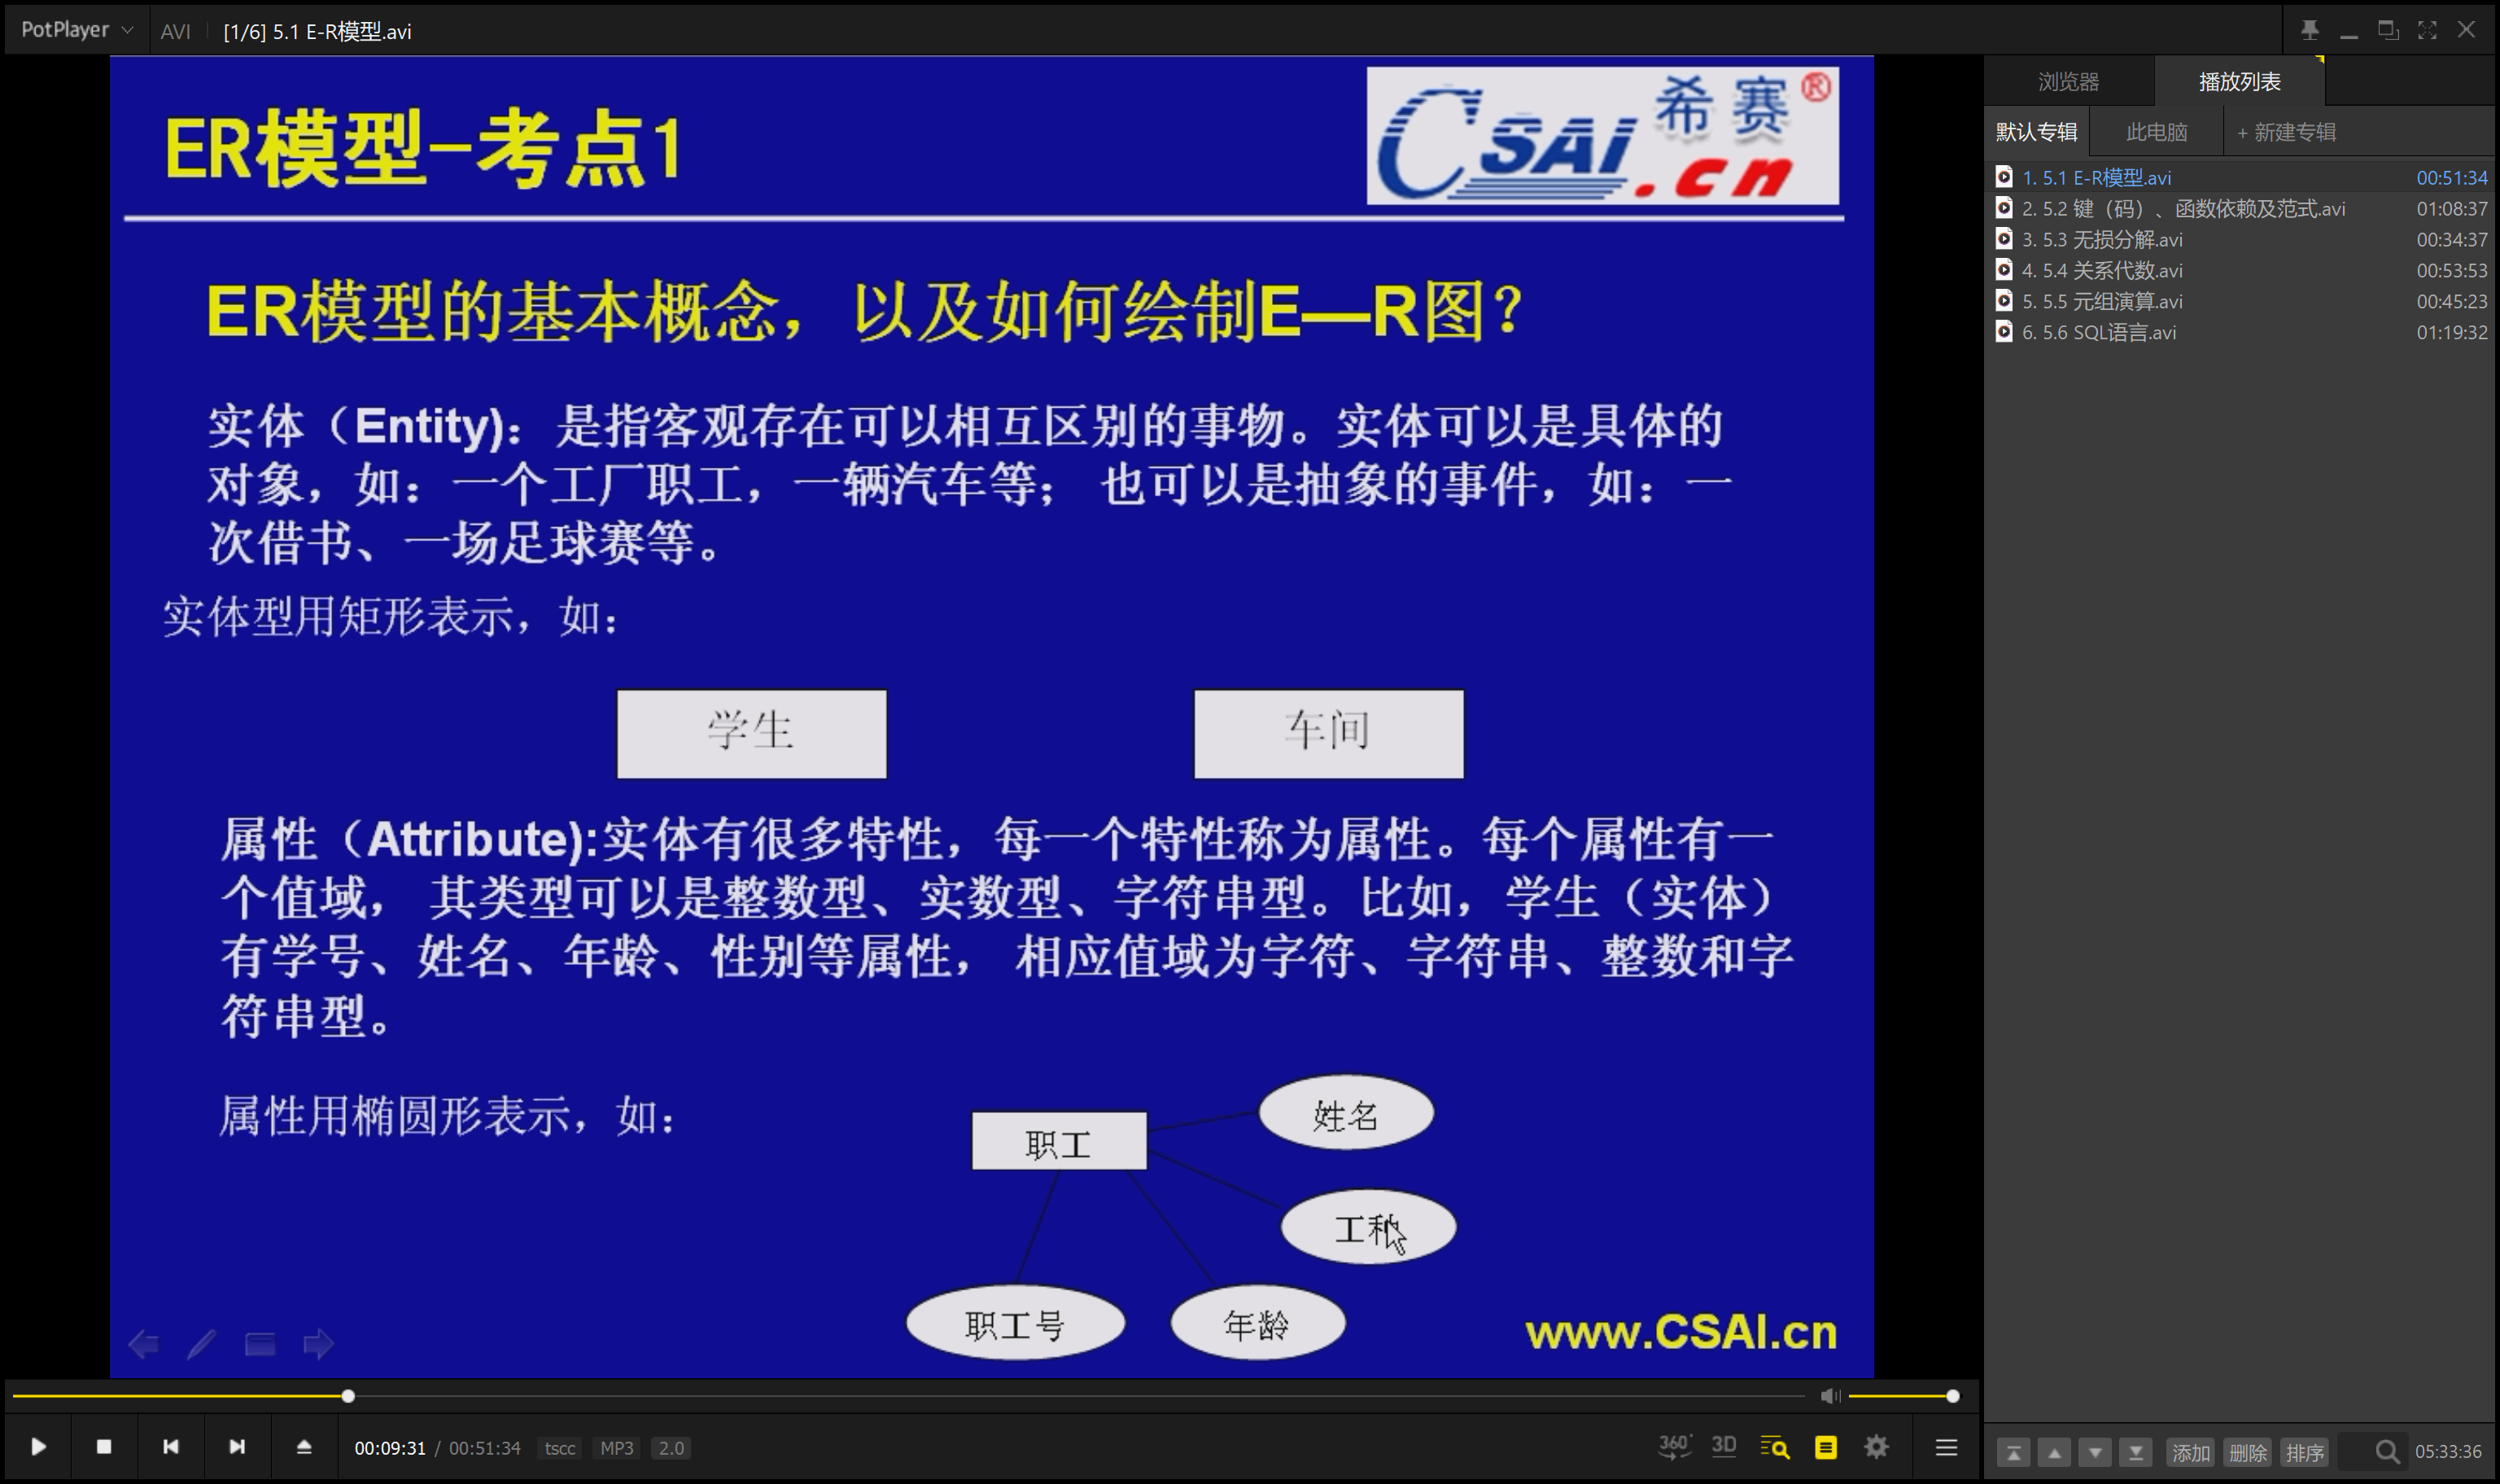 PotPlayer AVI [1/6] 5.1 E-R模型.avi
ER模型-考点1
希赛®
CSAI.cn
ER模型的基本概念，以及如何绘制E—R图？
实体（Entity)：是指客观存在可以相互区别的事物。实体可以是具体的
对象，如：一个工厂职工，一辆汽车等； 也可以是抽象的事件，如：一
次借书、一场足球赛等。
实体型用矩形表示，如：
学生 车间
属性（Attribute):实体有很多特性，每一个特性称为属性。每个属性有一
个值域， 其类型可以是整数型、实数型、字符串型。比如，学生（实体）
有学号、姓名、年龄、性别等属性， 相应值域为字符、字符串、整数和字
符串型。
属性用椭圆形表示，如：
姓名
职工
工种
职工号 年龄
www.CSAI.cn
00:09:31 / 00:51:34 tscc MP3 2.0
360° 3D
浏览器 播放列表
默认专辑 此电脑 + 新建专辑
1. 5.1 E-R模型.avi 00:51:34
2. 5.2 键（码）、函数依赖及范式.avi 01:08:37
3. 5.3 无损分解.avi 00:34:37
4. 5.4 关系代数.avi 00:53:53
5. 5.5 元组演算.avi 00:45:23
6. 5.6 SQL语言.avi 01:19:32
添加 删除 排序 05:33:36